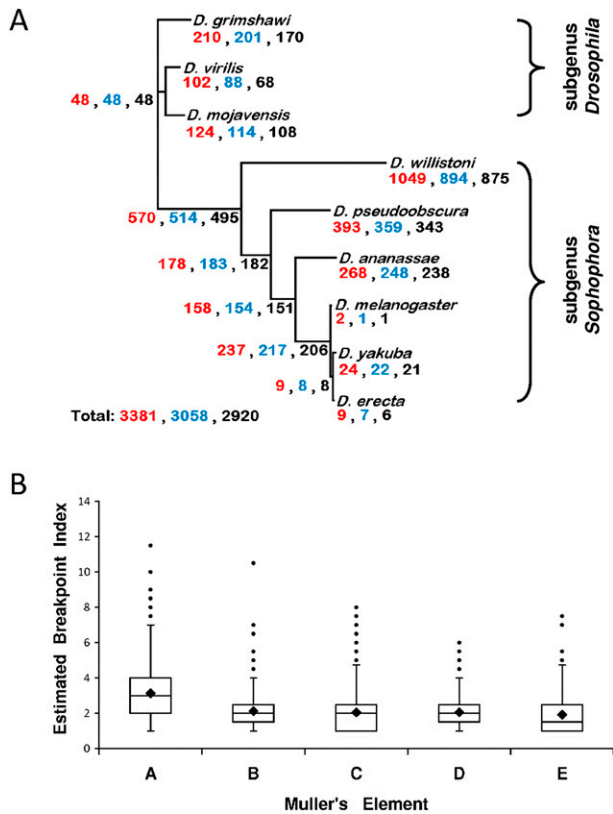 A
D. grimshawi
210 , 201 , 170
D. virilis
102 , 88 , 68
48 , 48 , 48
D. mojavensis
124 , 114 , 108
subgenus
Drosophila
D. willistoni
1049 , 894 , 875
D. pseudoobscura
570 , 514 , 495
393 , 359 , 343
D. ananassae
178 , 183 , 182
268 , 248 , 238
D. melanogaster
158 , 154 , 151
2 , 1 , 1
D. yakuba
237 , 217 , 206
24 , 22 , 21
9 , 8 , 8
D. erecta
9 , 7 , 6
subgenus
Sophophora
Total: 3381 , 3058 , 2920
B
Estimated Breakpoint Index
14
12
10
8
6
4
2
0
A B C D E
Muller's Element